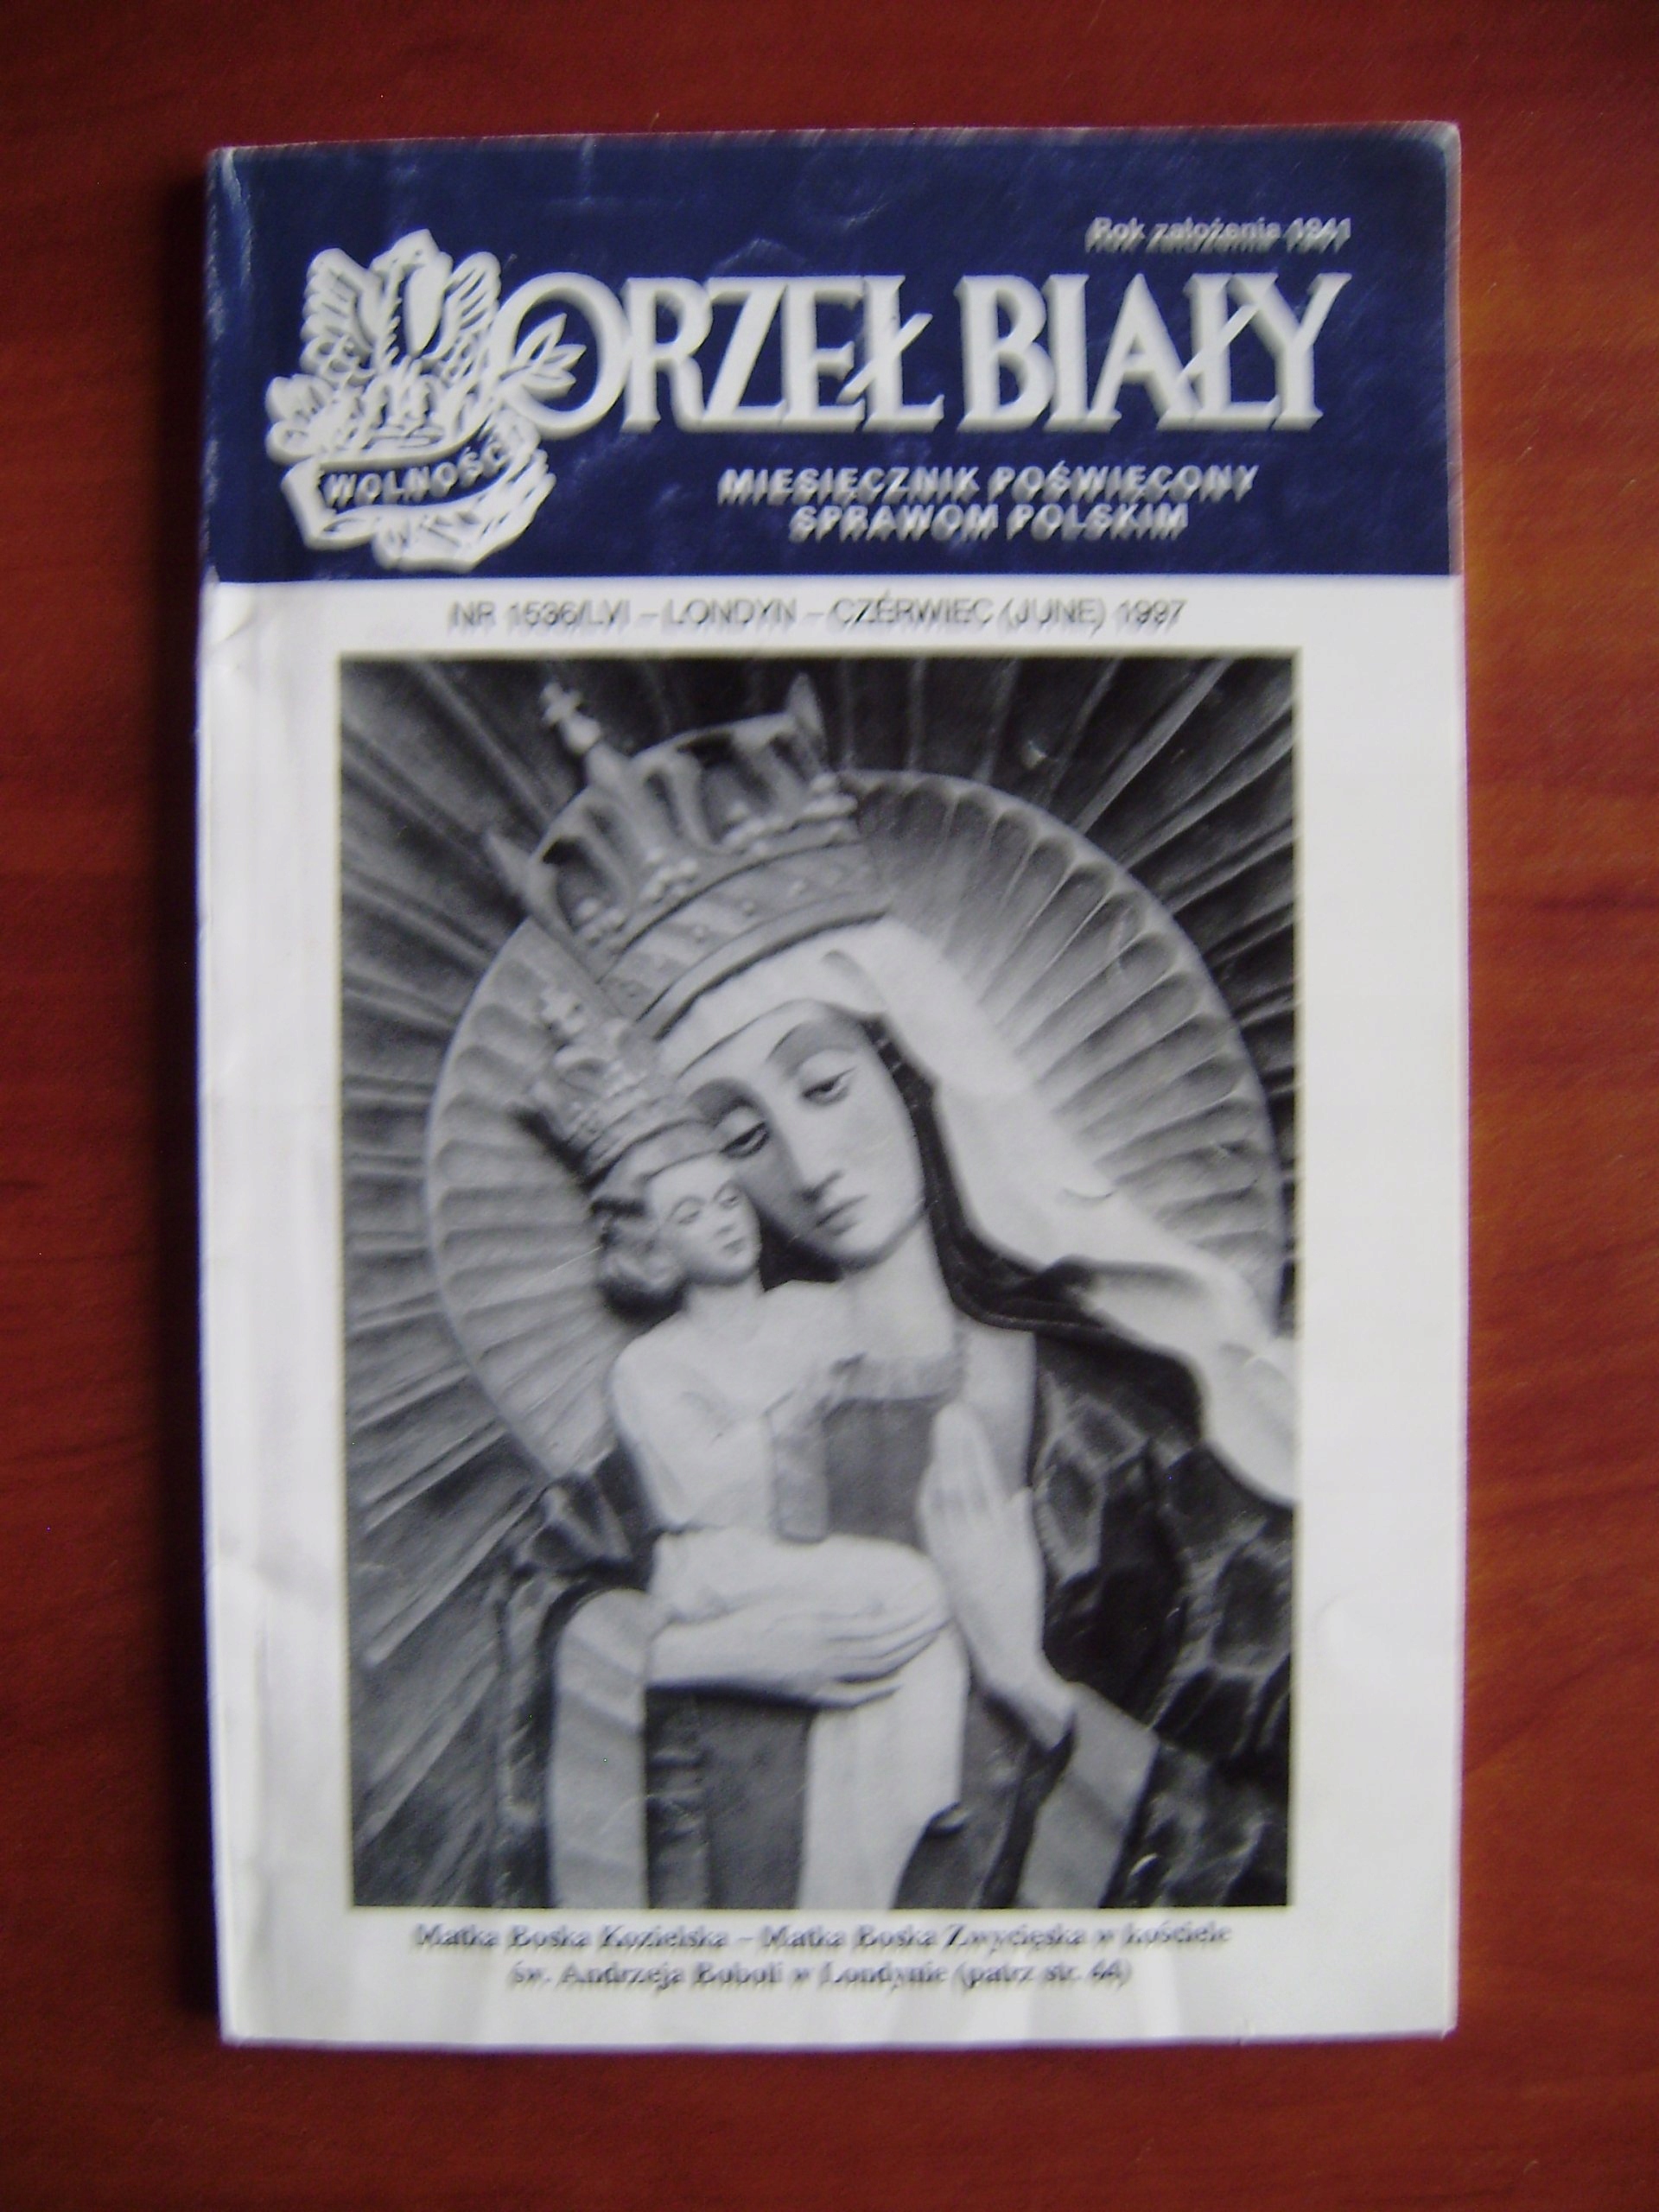 Rok założenia 1941
ORZEŁ BIAŁY
WOLNOŚĆ
MIESIĘCZNIK POŚWIĘCONY
SPRAWOM POLSKIM
NR 1536/LVI – LONDYN – CZERWIEC (JUNE) 1997
Matka Boska Kozielska – Matka Boska Zwycięska w kościele
św. Andrzeja Boboli w Londynie (patrz str. 44)